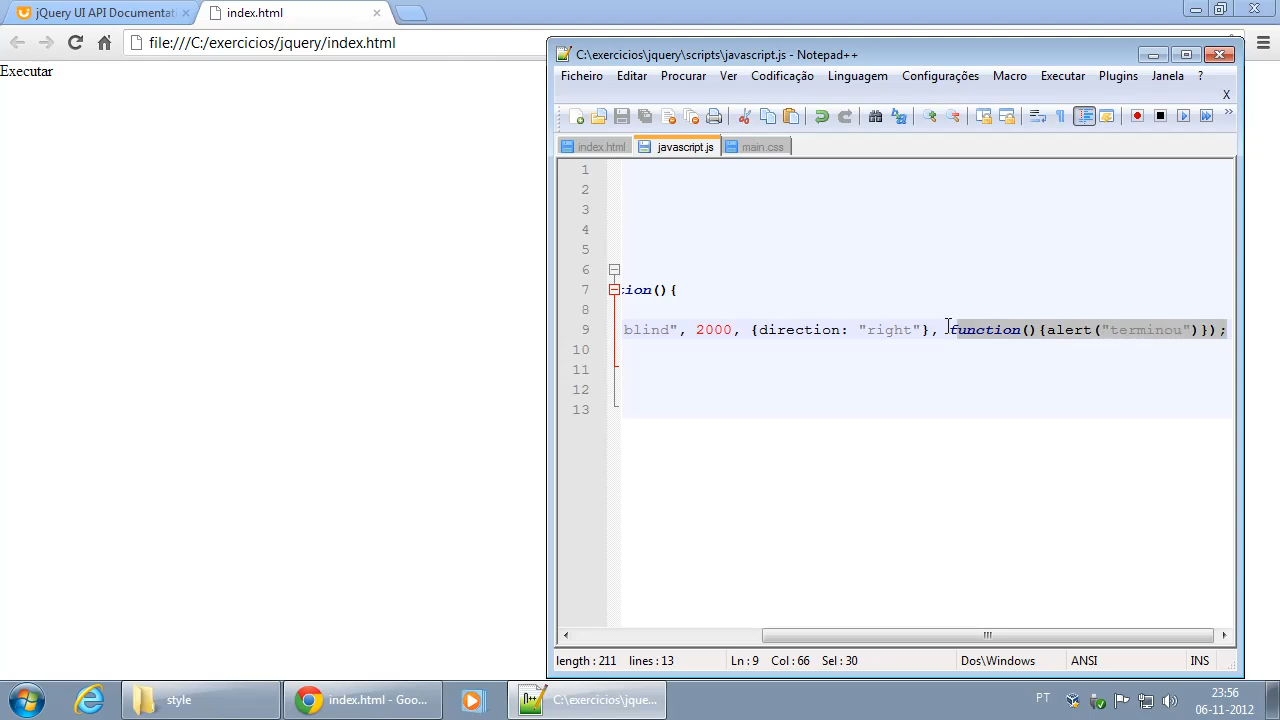 jQuery UI API Documentat
index.html
file:///C:/exercicios/jquery/index.html
Executar
C:\exercicios\jquery\scripts\javascript.js - Notepad++
Ficheiro Editar Procurar Ver Codificação Linguagem Configurações Macro Executar Plugins Janela ?
X
index.html javascript.js main.css
1
2
3
4
5
6
7 ion(){
8
9 blind", 2000, {direction: "right"}, function(){alert("terminou")});
10
11
12
13
length : 211 lines : 13 Ln : 9 Col : 66 Sel : 30 Dos\Windows ANSI INS
style
index.html - Goo...
C:\exercicios\jque...
PT
23:56
06-11-2012